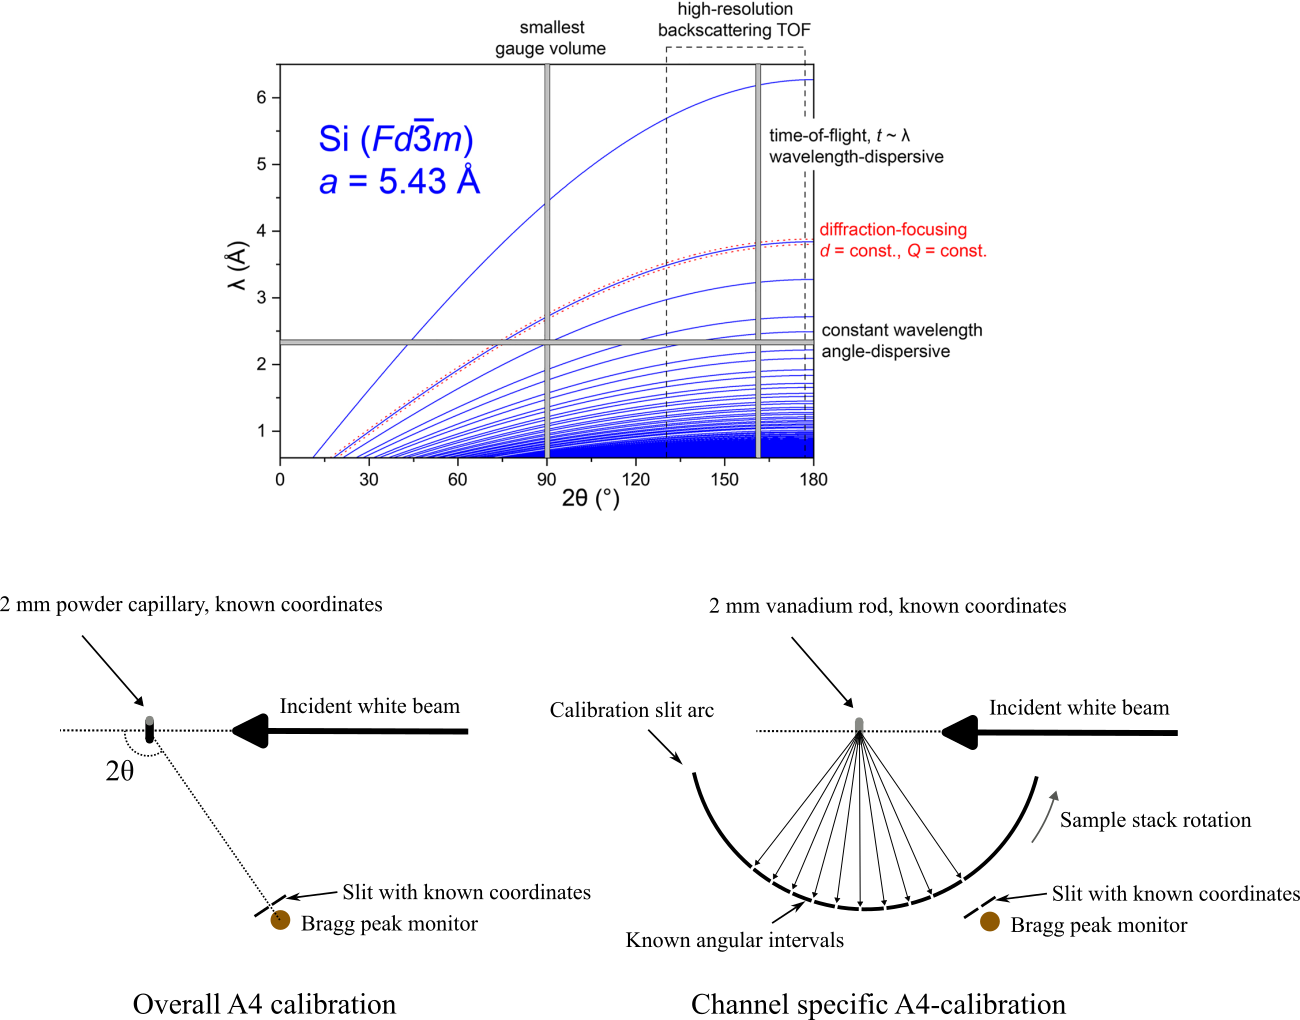 smallest
gauge volume
high-resolution
backscattering TOF
6
5
4
3
2
1
λ (Å)
Si (Fd3̅m)
a = 5.43 Å
time-of-flight, t ~ λ
wavelength-dispersive
diffraction-focusing
d = const., Q = const.
constant wavelength
angle-dispersive
0
30
60
90
120
150
180
2θ (°)
2 mm powder capillary, known coordinates
Incident white beam
2θ
Slit with known coordinates
Bragg peak monitor
Overall A4 calibration
2 mm vanadium rod, known coordinates
Calibration slit arc
Incident white beam
Sample stack rotation
Slit with known coordinates
Bragg peak monitor
Known angular intervals
Channel specific A4-calibration